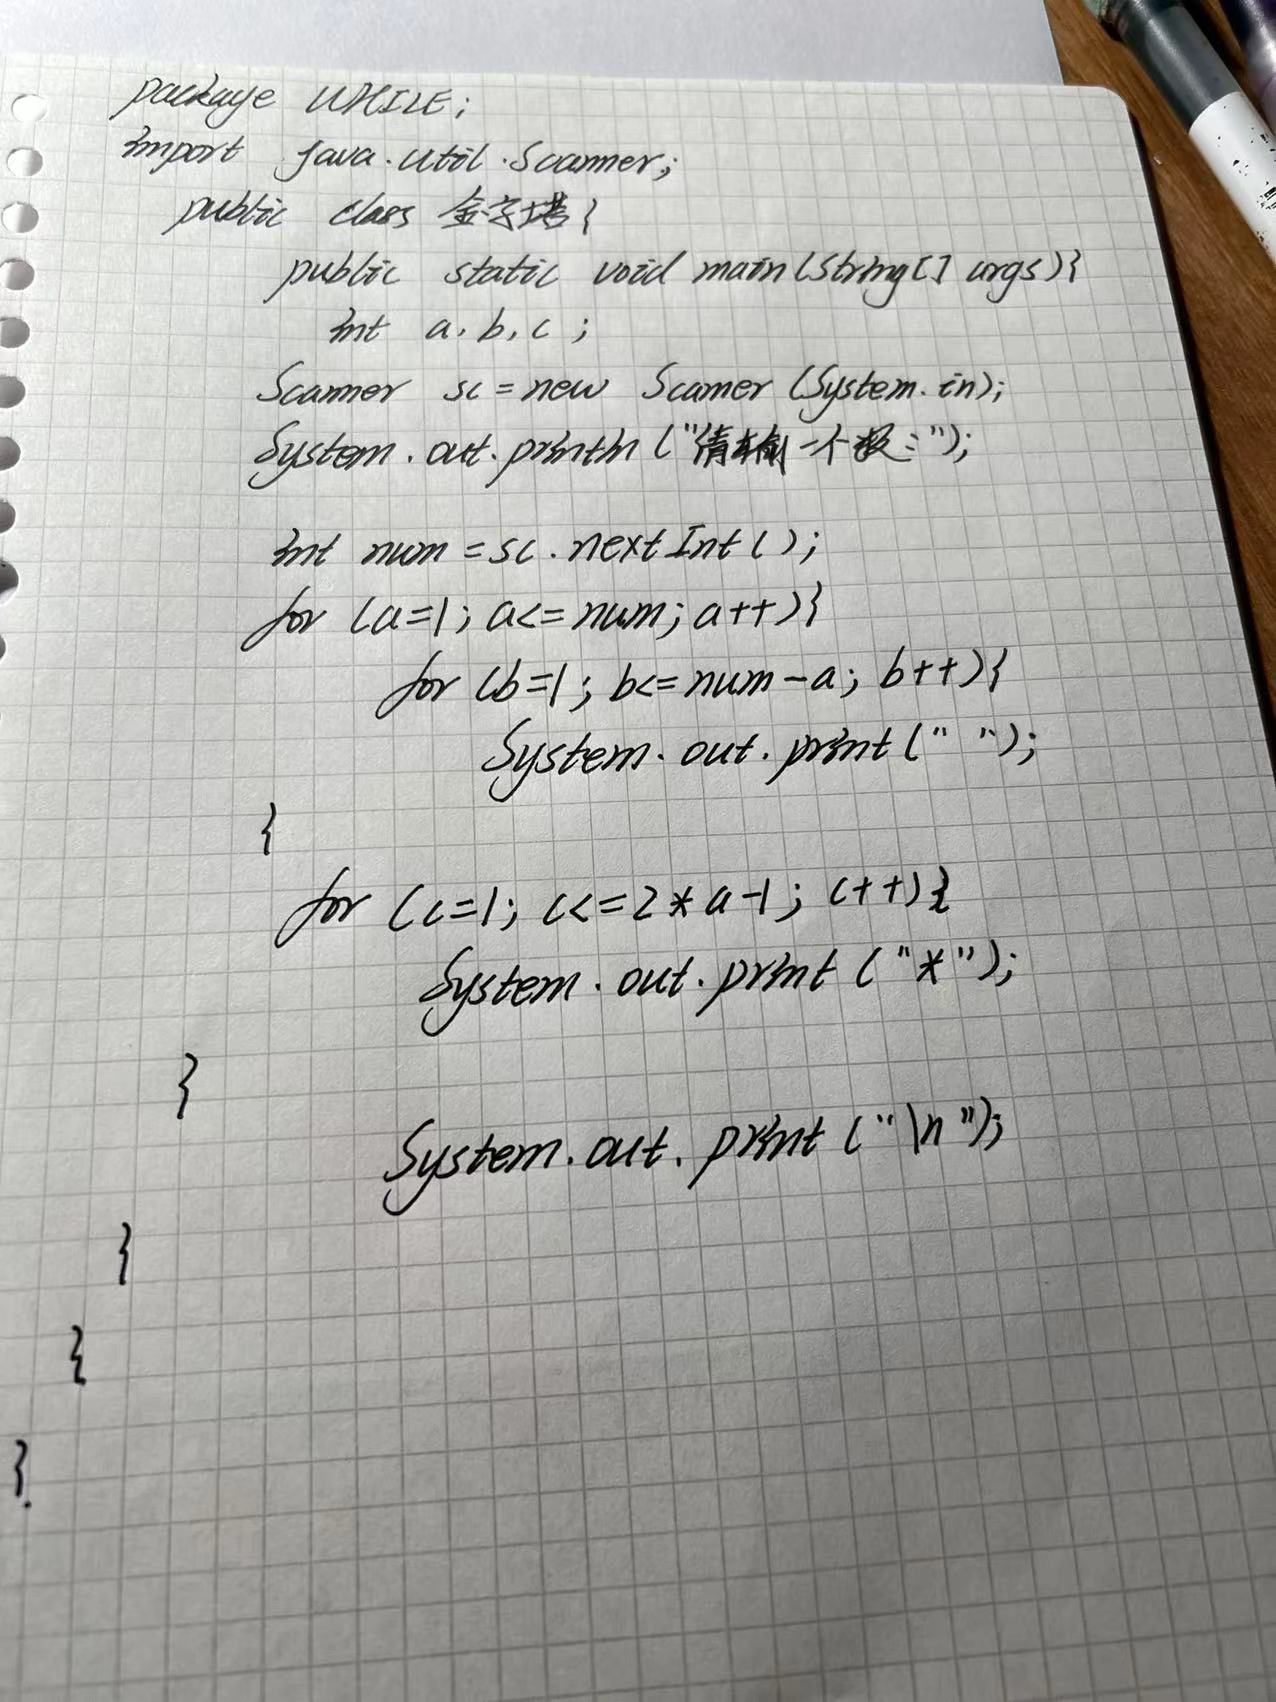 package WHILE;
import java.util.Scanner;
public class 金字塔{
public static void main(String[] args){
int a,b,c;
Scanner sc=new Scanner(System.in);
System.out.println("请输一个数:");
int num=sc.nextInt();
for(a=1;a<=num;a++){
for(b=1;b<=num-a;b++){
System.out.print(" ");
}
for(c=1;c<=2*a-1;c++){
System.out.print("*");
}
System.out.print("\n");
}
}
}